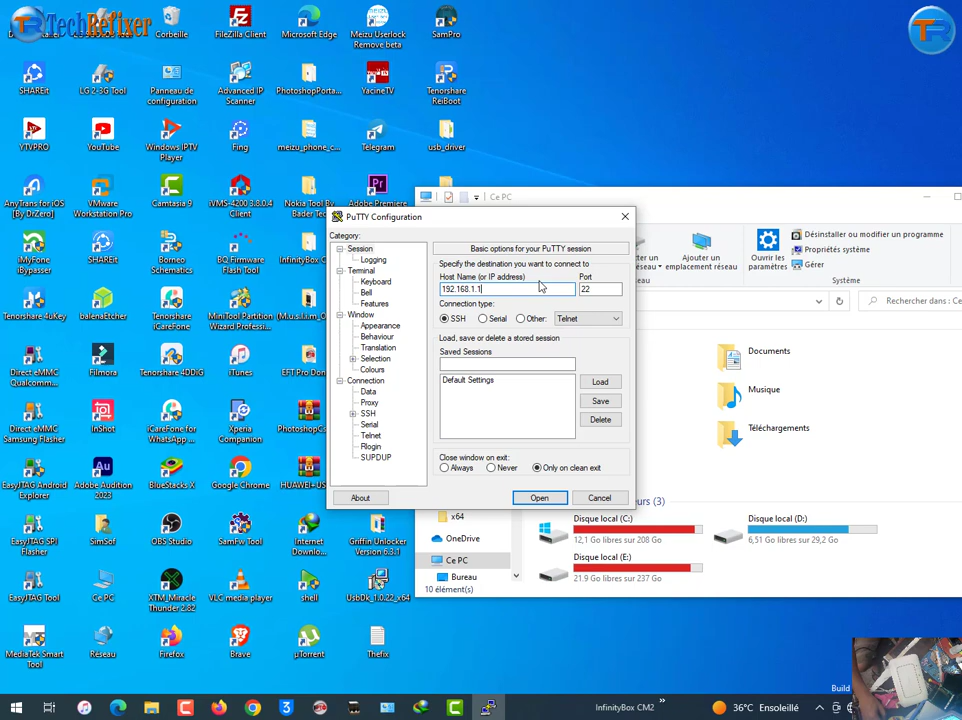 TechRefixer
TR
Corbeille
FileZilla Client
Microsoft Edge
Meizu Userlock
Remove beta
SamPro
SHAREit
LG 2-3G Tool
Panneau de
configuration
Advanced IP
Scanner
PhotoshopPorta...
YacineTV
Tenorshare
ReiBoot
YTVPRO
YouTube
Windows IPTV
Player
Fing
meizu_phone_c...
Telegram
usb_driver
AnyTrans for iOS
[By DrZero]
VMware
Workstation Pro
Camtasia 9
iVMS-4200 3.8.0.4
Client
Nokia Tool By
Bader Tec
Adobe Premiere
iMyFone
iBypasser
SHAREit
Borneo
Schematics
BQ Firmware
Flash Tool
InfinityBox
Tenorshare 4uKey
balenaEtcher
Tenorshare
iCareFone
MiniTool Partition
Wizard Professi...
Direct eMMC
Qualcomm...
Filmora
Tenorshare 4DDiG
iTunes
EFT Pro Don
Direct eMMC
Samsung Flasher
InShot
iCareFone for
WhatsApp ...
Xperia
Companion
PhotoshopCs
EasyJTAG Android
Explorer
Adobe Audition
2023
BlueStacks X
Google Chrome
HUAWEI+US
EasyJTAG SPI
Flasher
SimSof
OBS Studio
SamFw Tool
Internet
Downlo...
Griffin Unlocker
Version 6.3.1
EasyJTAG Tool
Ce PC
XTM_Miracle
Thunder 2.82
VLC media player
shell
UsbDk_1.0.22_x64
MediaTek Smart
Tool
Reseau
Firefox
Brave
µTorrent
Thefix
PuTTY Configuration
Category:
Session
Logging
Terminal
Keyboard
Bell
Features
Window
Appearance
Behaviour
Translation
Selection
Colours
Connection
Data
Proxy
SSH
Serial
Telnet
Rlogin
SUPDUP
Basic options for your PuTTY session
Specify the destination you want to connect to
Host Name (or IP address)
Port
192.168.1.1
22
Connection type:
SSH
Serial
Other:
Telnet
Load, save or delete a stored session
Saved Sessions
Default Settings
Load
Save
Delete
Close window on exit:
Always
Never
Only on clean exit
About
Open
Cancel
Ce PC
Ouvrir les
paramètres
Ajouter un
emplacement réseau
Désinstaller ou modifier un programme
Propriétés système
Gérer
Rechercher dans : C
Documents
Musique
Téléchargements
eurs (3)
Disque local (C:)
12,1 Go libres sur 208 Go
Disque local (D:)
6,51 Go libres sur 29,2 Go
Disque local (E:)
21.9 Go libres sur 237 Go
x64
OneDrive
Ce PC
Bureau
10 élément(s)
Build
InfinityBox CM2
36°C Ensoleillé